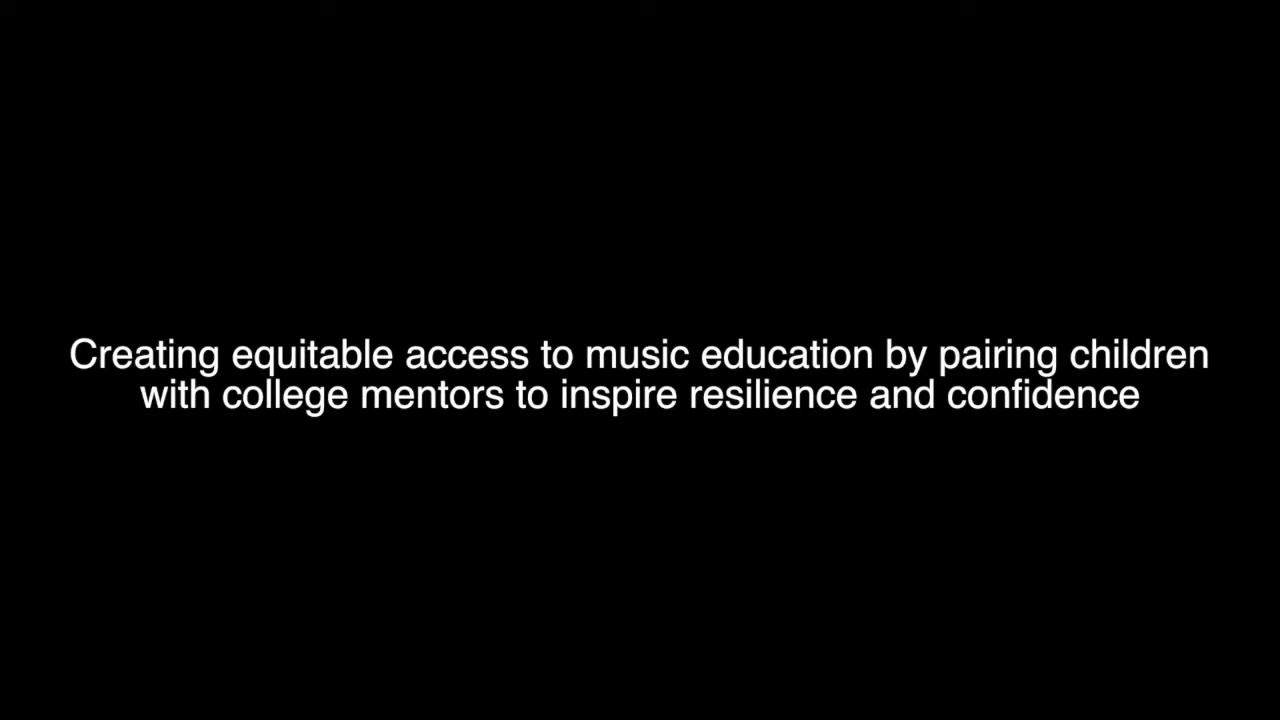 Creating equitable access to music education by pairing children
with college mentors to inspire resilience and confidence